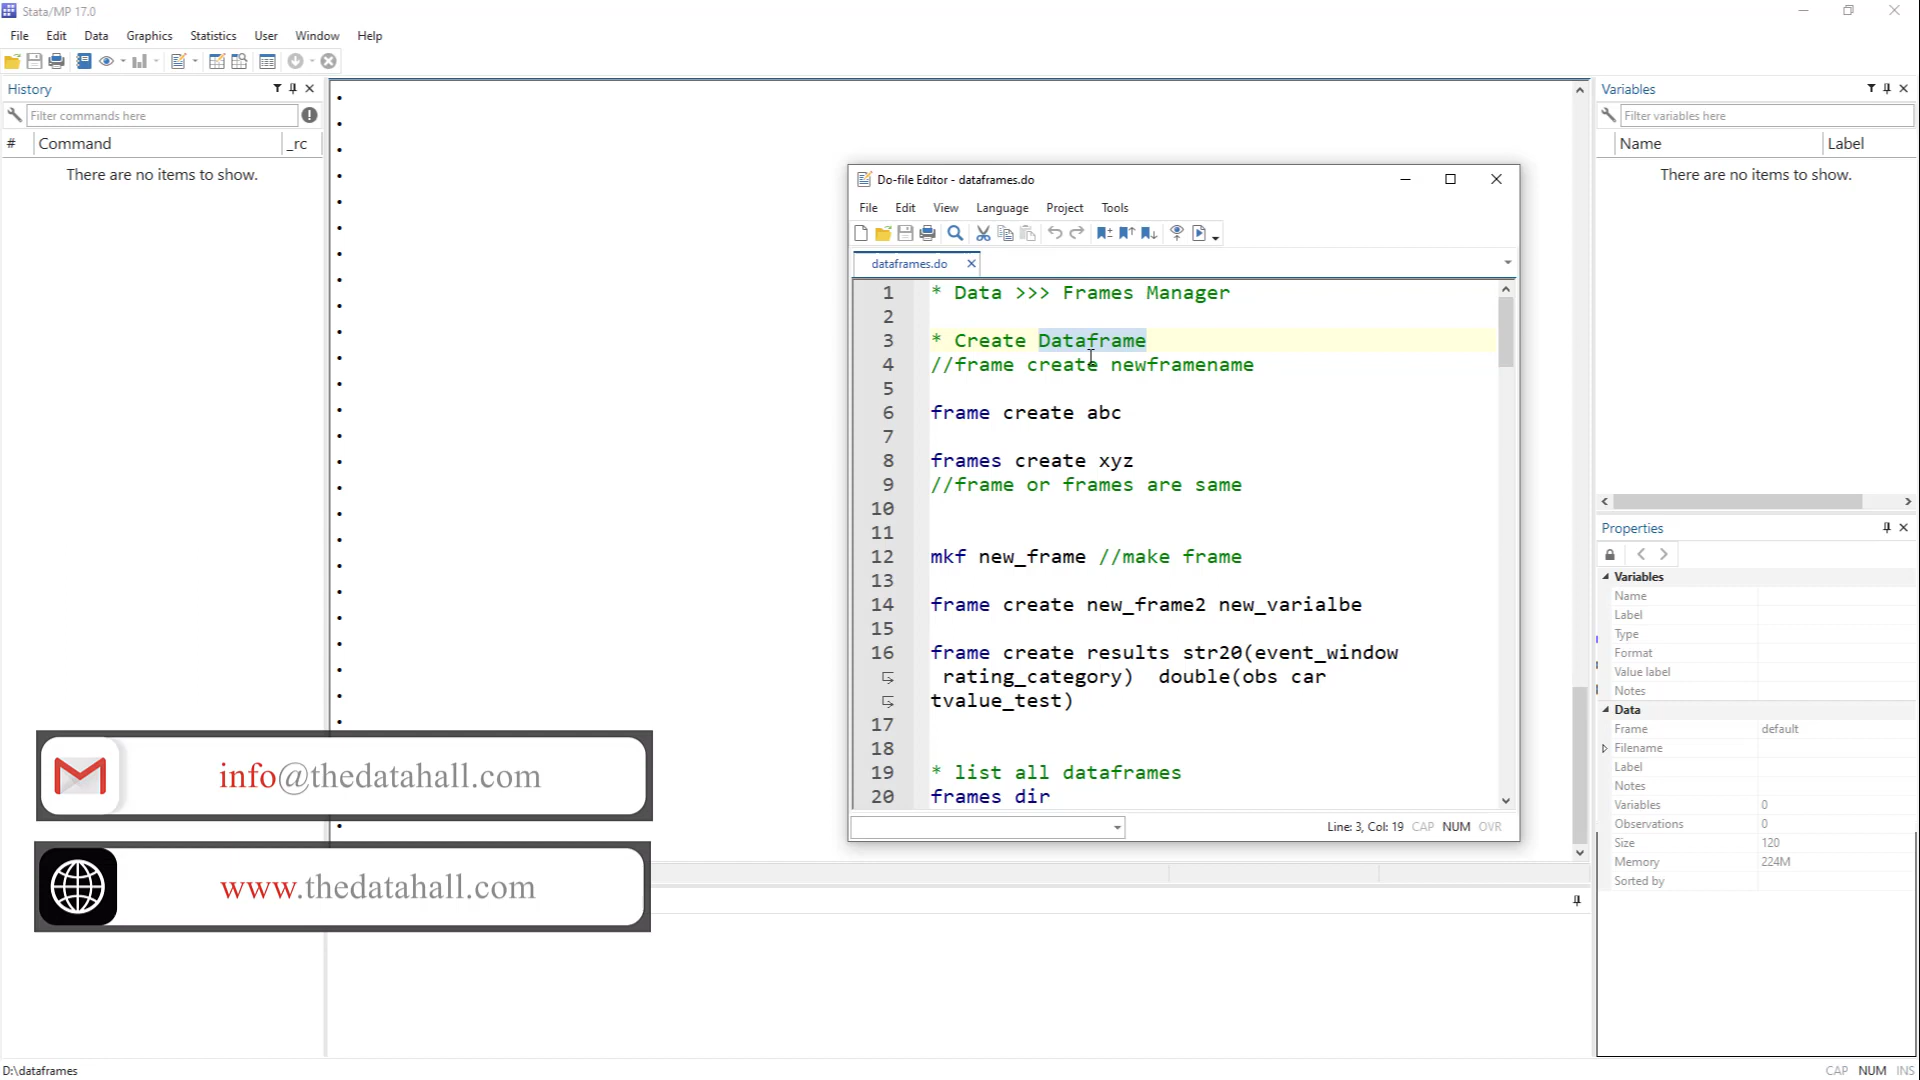 Stata/MP 17.0
File Edit Data Graphics Statistics User Window Help
History
Filter commands here
# Command _rc
There are no items to show.
Do-file Editor - dataframes.do
File Edit View Language Project Tools
dataframes.do
1 * Data >>> Frames Manager
2
3 * Create Dataframe
4 //frame create newframename
5
6 frame create abc
7
8 frames create xyz
9 //frame or frames are same
10
11
12 mkf new_frame //make frame
13
14 frame create new_frame2 new_varialbe
15
16 frame create results str20(event_window
rating_category) double(obs car
tvalue_test)
17
18
19 * list all dataframes
20 frames dir
Line: 3, Col: 19 CAP NUM OVR
Variables
Filter variables here
Name Label
There are no items to show.
Properties
Variables
Name
Label
Type
Format
Value label
Notes
Data
Frame default
Filename
Label
Notes
Variables 0
Observations 0
Size 120
Memory 224M
Sorted by
info@thedatahall.com
www.thedatahall.com
D:\dataframes
CAP NUM INS